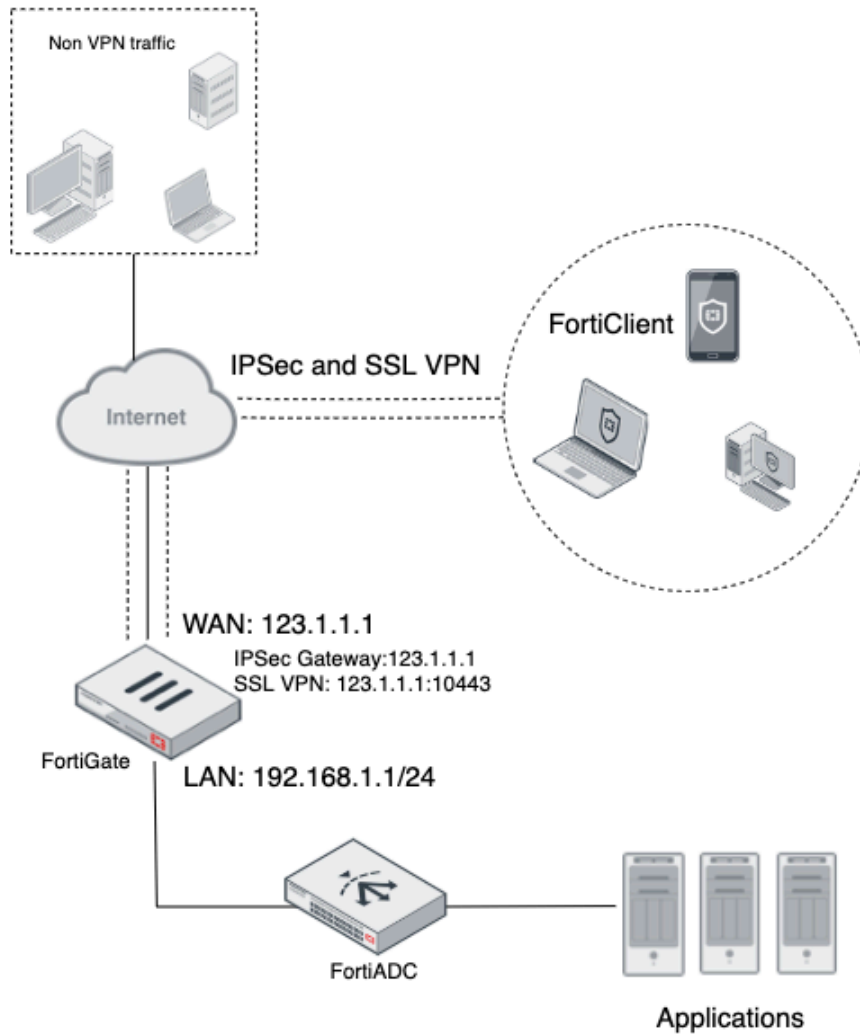 Non VPN traffic
FortiClient
IPSec and SSL VPN
Internet
WAN: 123.1.1.1
IPSec Gateway:123.1.1.1
SSL VPN: 123.1.1.1:10443
FortiGate
LAN: 192.168.1.1/24
FortiADC
Applications